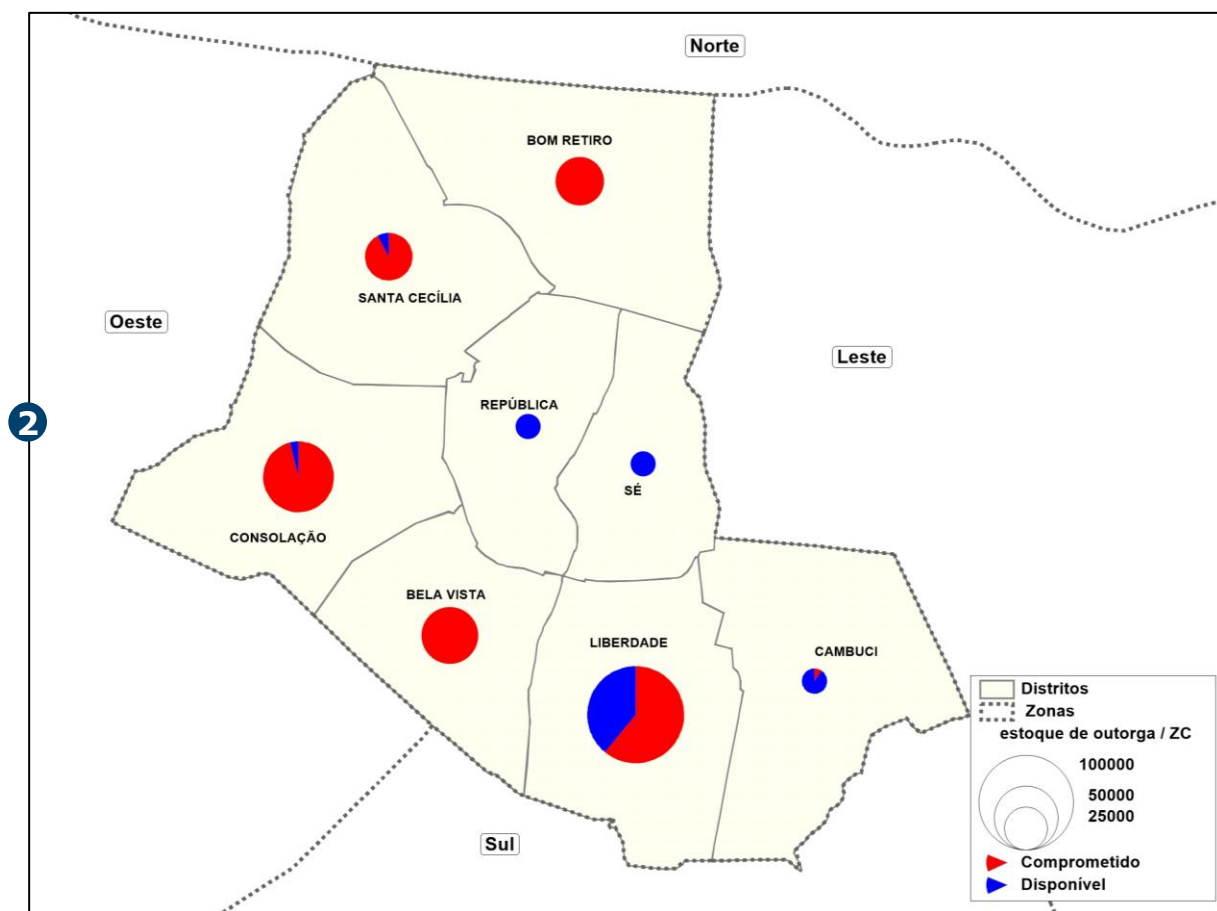 Norte
BOM RETIRO
SANTA CECÍLIA
Oeste
Leste
REPÚBLICA
2
SÉ
CONSOLAÇÃO
BELA VISTA
LIBERDADE
CAMBUCI
Distritos
Zonas
estoque de outorga / ZC
100000
50000
25000
Sul
Comprometido
Disponível